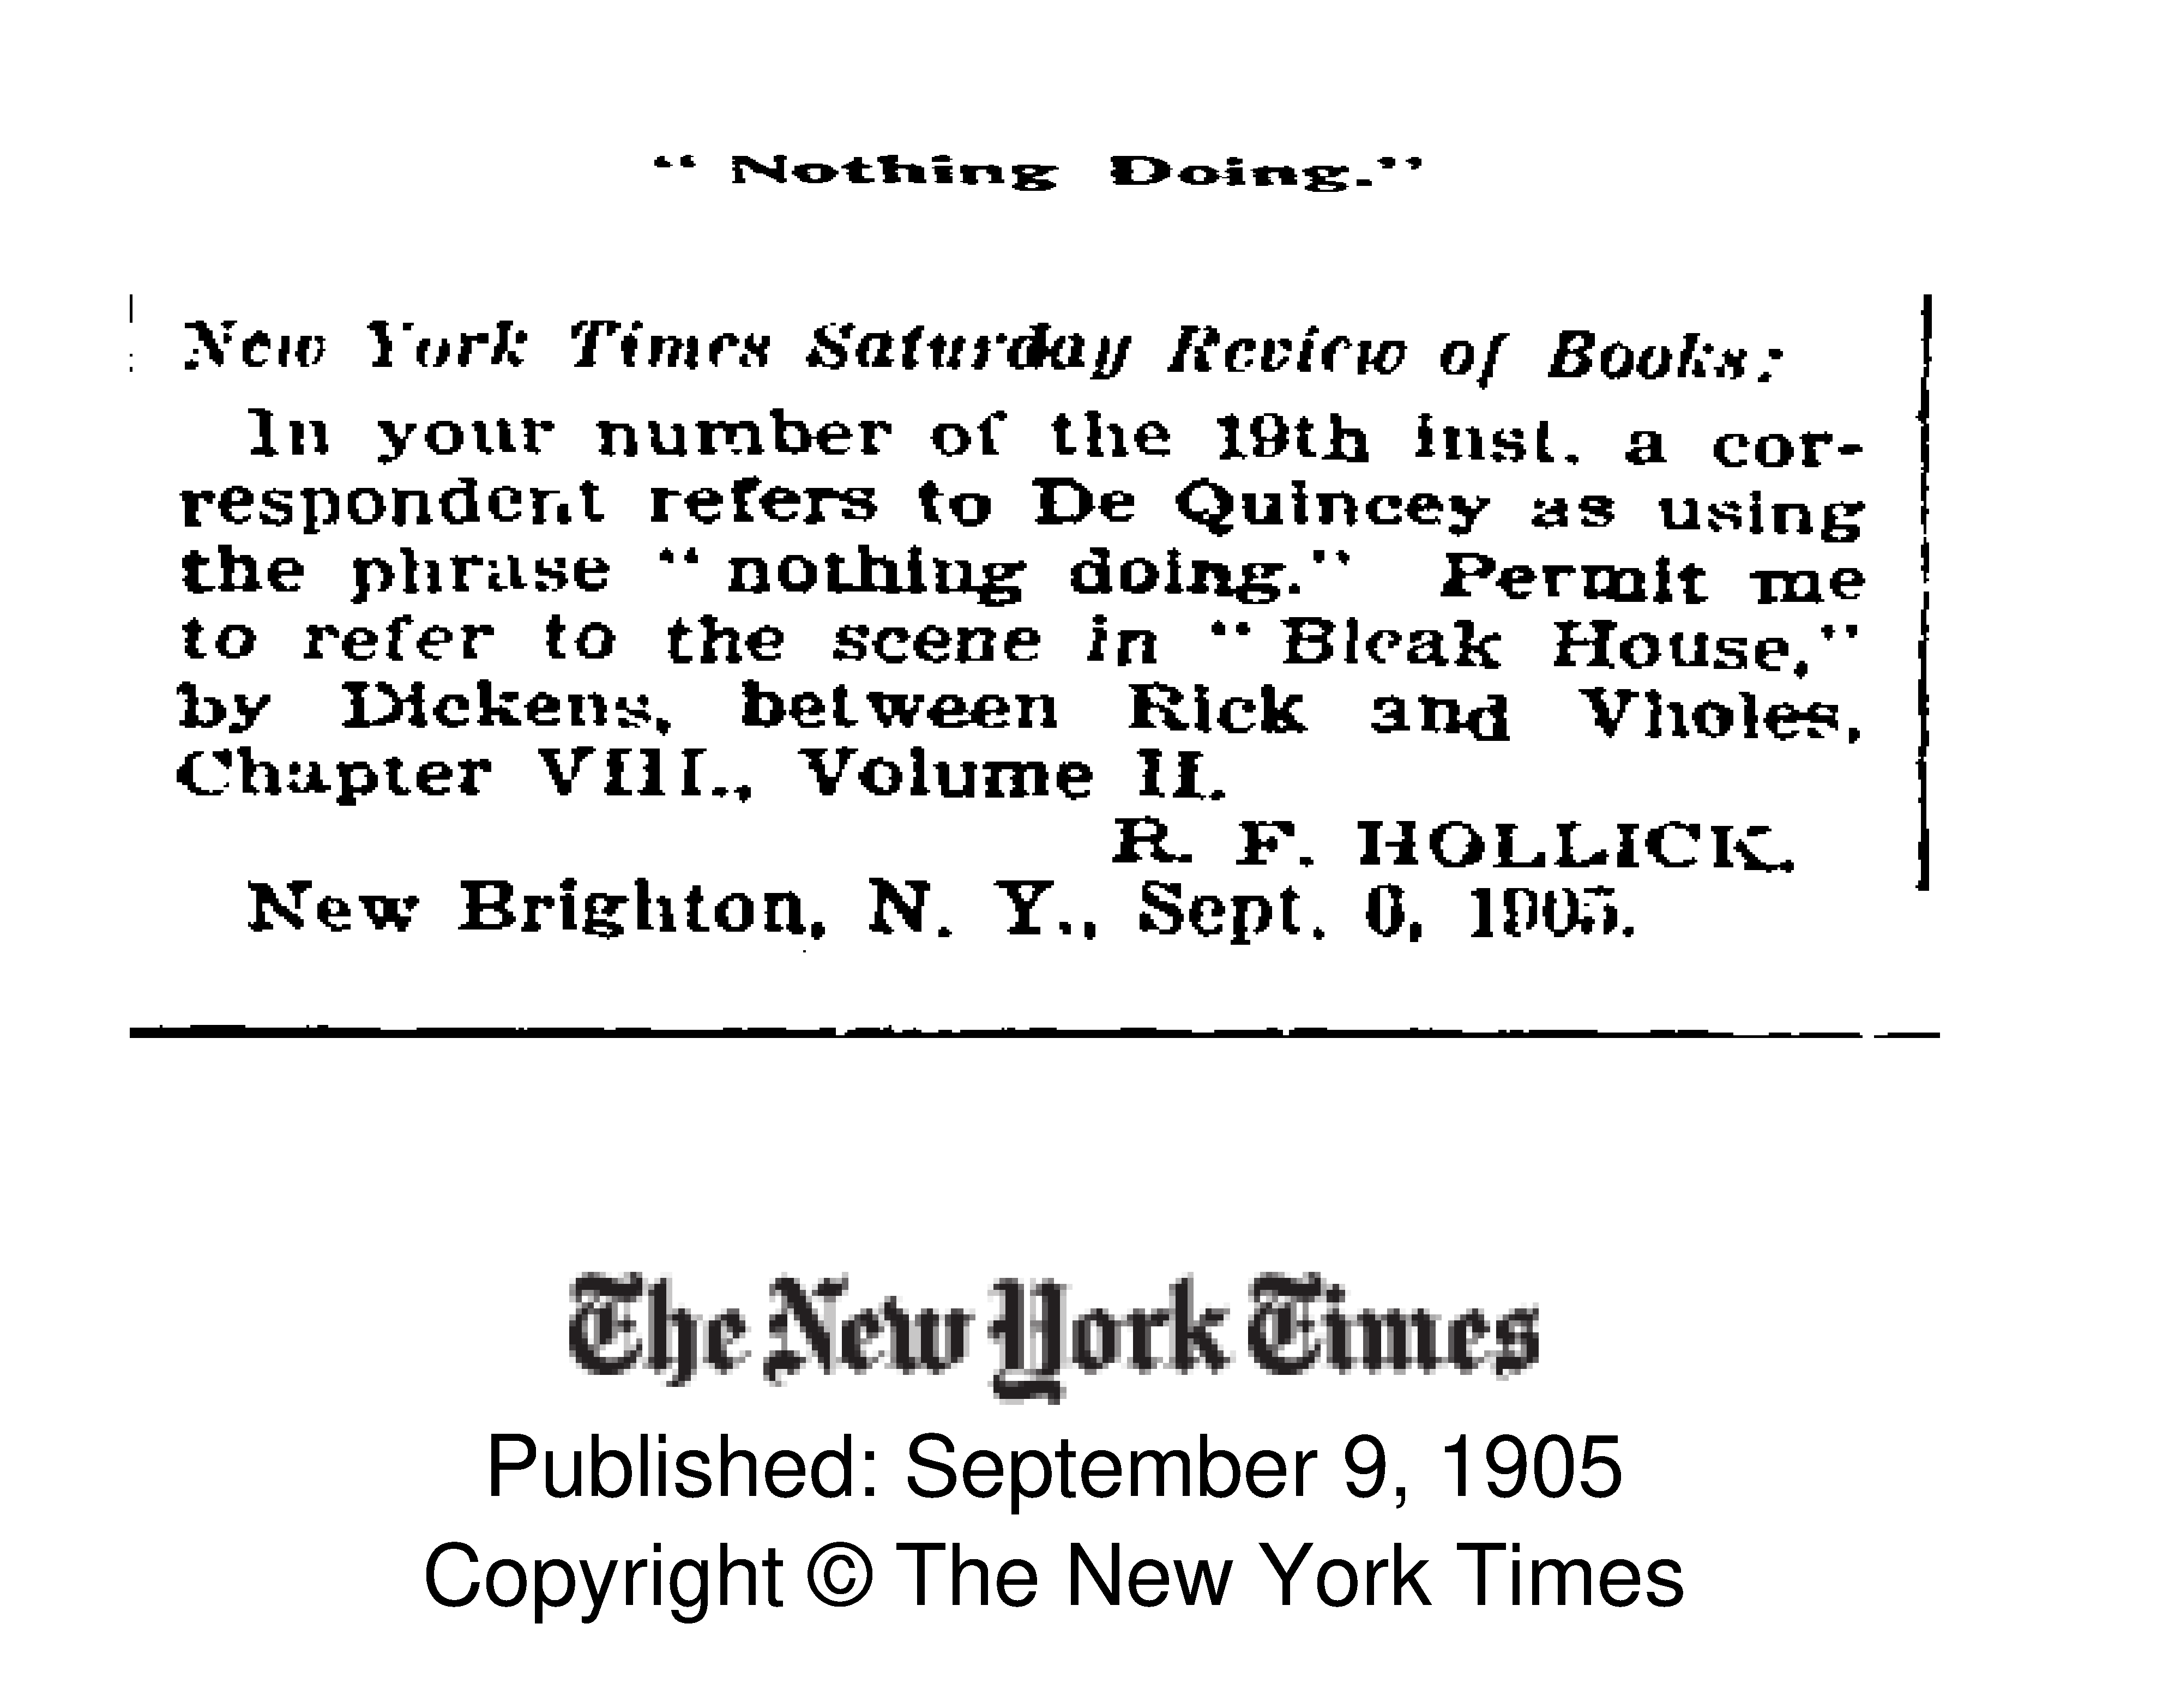 “ Nothing Doing.”
New York Times Saturday Review of Books:
In your number of the 19th inst. a cor-
respondent refers to De Quincey as using
the phrase “ nothing doing.” Permit me
to refer to the scene in “ Bleak House,”
by Dickens, between Rick and Vholes,
Chapter VIII., Volume II.
R. F. HOLLICK.
New Brighton, N. Y., Sept. 1905.
The New York Times
Published: September 9, 1905
Copyright © The New York Times